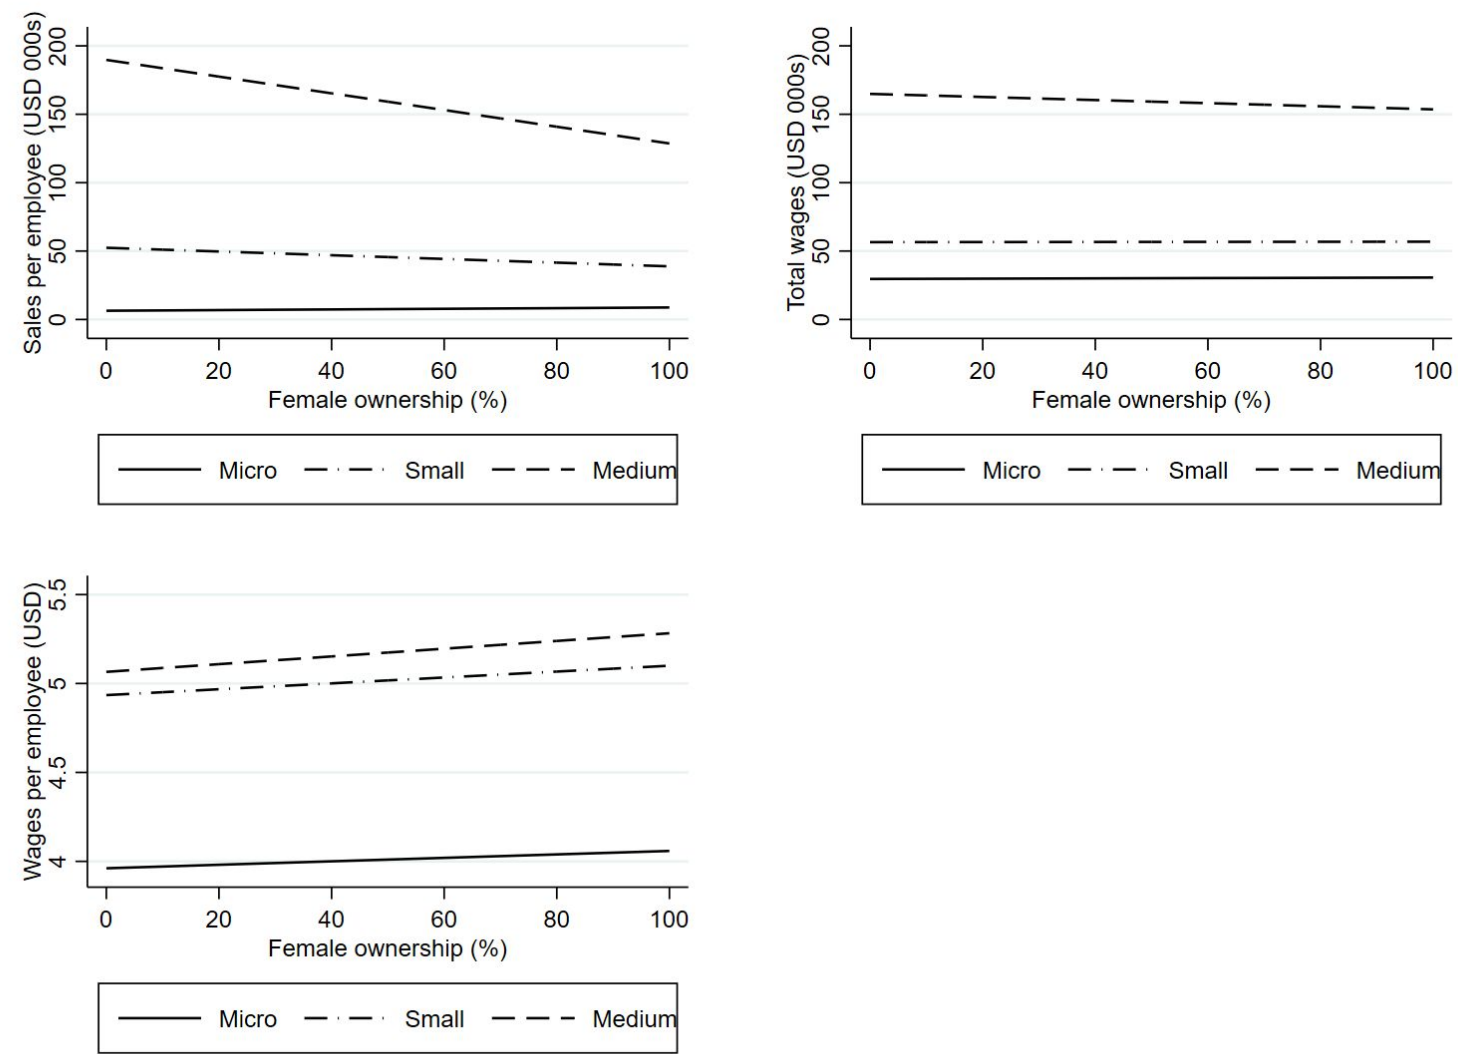 Sales per employee (USD 000s)
200
150
100
50
0
0 20 40 60 80 100
Female ownership (%)
Micro Small Medium
Total wages (USD 000s)
200
150
100
50
0
0 20 40 60 80 100
Female ownership (%)
Micro Small Medium
Wages per employee (USD)
5.5
5
4.5
4
0 20 40 60 80 100
Female ownership (%)
Micro Small Medium